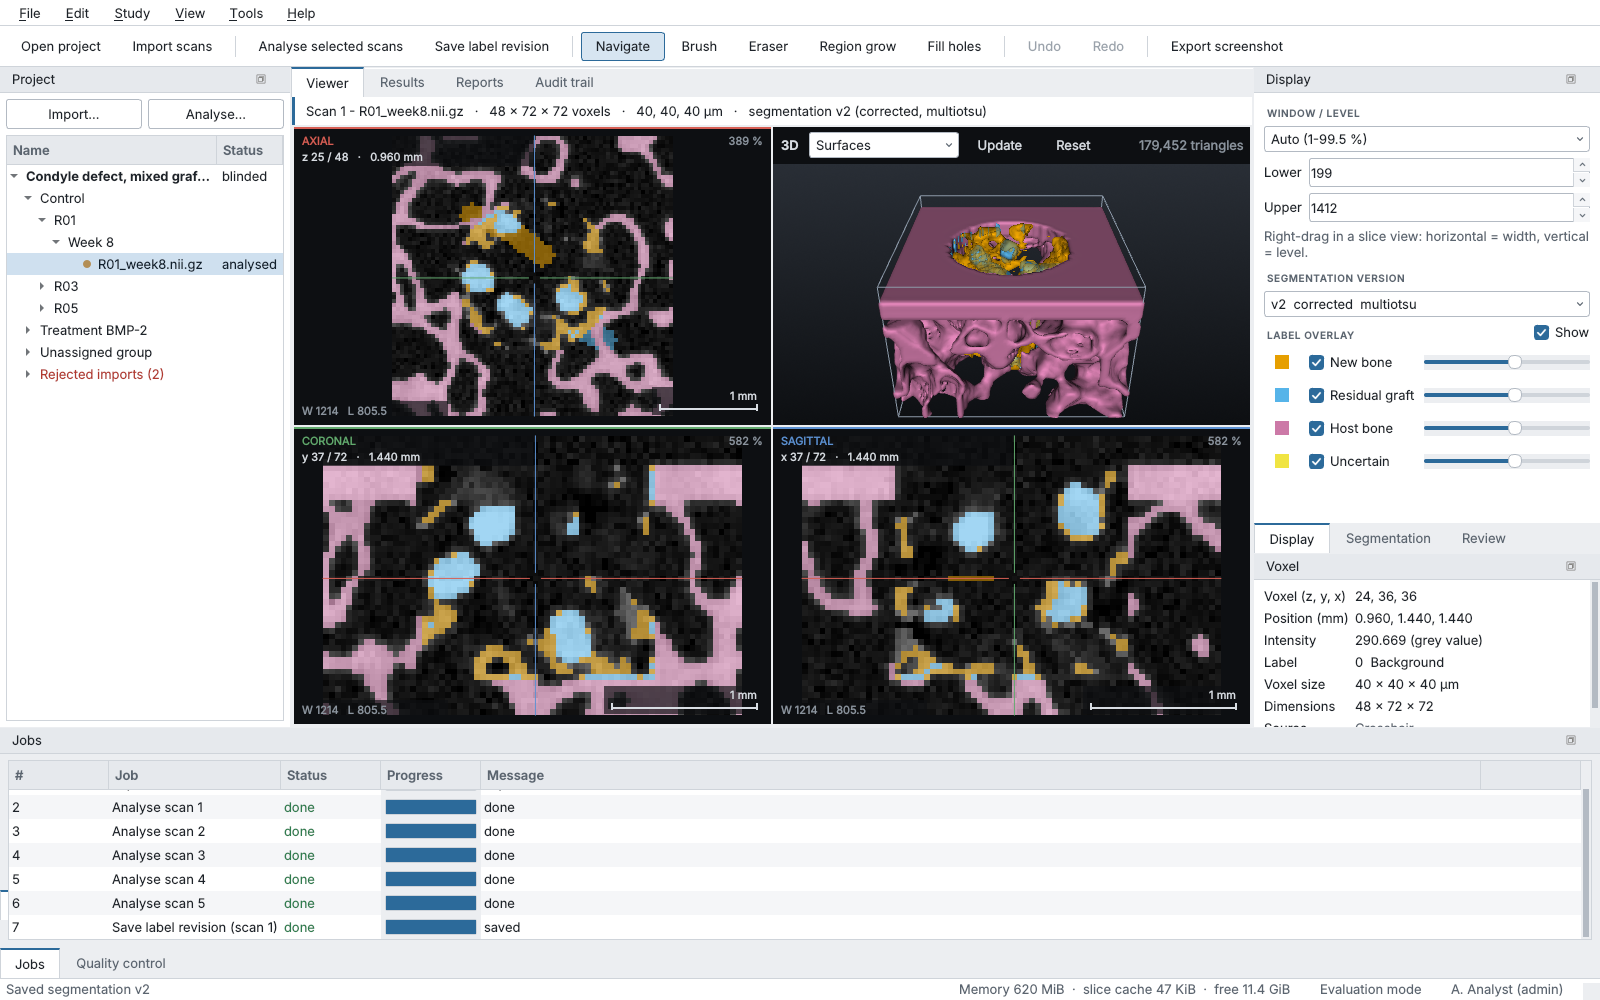 File Edit Study View Tools Help
Open project Import scans Analyse selected scans Save label revision Navigate Brush Eraser Region grow Fill holes Undo Redo Export screenshot
Project
Import... Analyse...
Name Status
Condyle defect, mixed graf... blinded
Control
R01
Week 8
R01_week8.nii.gz analysed
R03
R05
Treatment BMP-2
Unassigned group
Rejected imports (2)
Viewer Results Reports Audit trail
Scan 1 - R01_week8.nii.gz · 48 × 72 × 72 voxels · 40, 40, 40 µm · segmentation v2 (corrected, multiotsu)
AXIAL 389 %
z 25 / 48 · 0.960 mm
1 mm
W 1214 L 805.5
3D Surfaces Update Reset 179,452 triangles
CORONAL 582 %
y 37 / 72 · 1.440 mm
1 mm
W 1214 L 805.5
SAGITTAL 582 %
x 37 / 72 · 1.440 mm
1 mm
W 1214 L 805.5
Display
WINDOW / LEVEL
Auto (1-99.5 %)
Lower 199
Upper 1412
Right-drag in a slice view: horizontal = width, vertical
= level.
SEGMENTATION VERSION
v2 corrected multiotsu
LABEL OVERLAY Show
New bone
Residual graft
Host bone
Uncertain
Display Segmentation Review
Voxel
Voxel (z, y, x) 24, 36, 36
Position (mm) 0.960, 1.440, 1.440
Intensity 290.669 (grey value)
Label 0 Background
Voxel size 40 × 40 × 40 µm
Dimensions 48 × 72 × 72
Jobs
# Job Status Progress Message
2 Analyse scan 1 done done
3 Analyse scan 2 done done
4 Analyse scan 3 done done
5 Analyse scan 4 done done
6 Analyse scan 5 done done
7 Save label revision (scan 1) done saved
Jobs Quality control
Saved segmentation v2 Memory 620 MiB · slice cache 47 KiB · free 11.4 GiB Evaluation mode A. Analyst (admin)